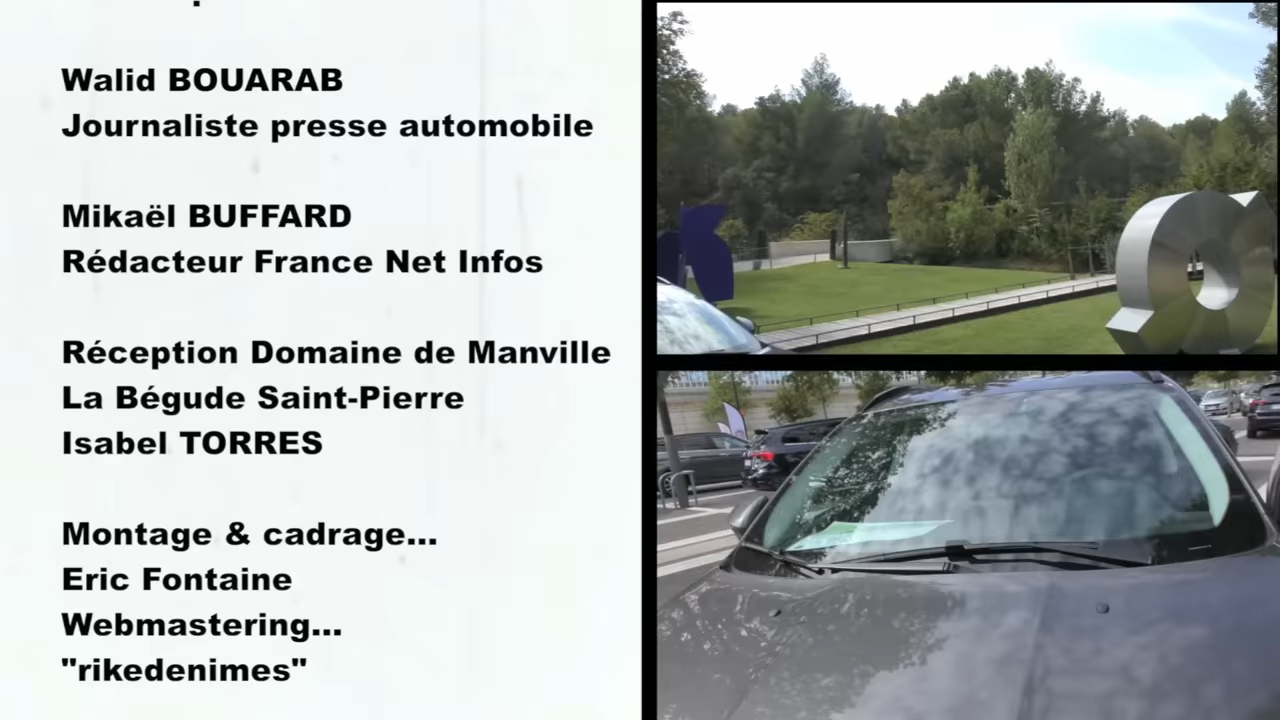 Walid BOUARAB
Journaliste presse automobile
Mikaël BUFFARD
Rédacteur France Net Infos
Réception Domaine de Manville
La Bégude Saint-Pierre
Isabel TORRES
Montage & cadrage...
Eric Fontaine
Webmastering...
"rikedenimes"